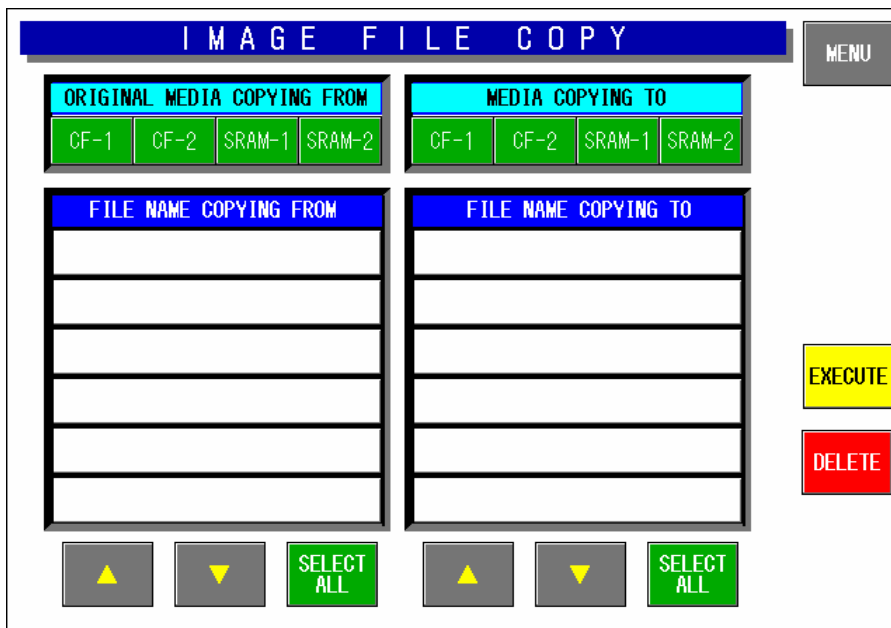 IMAGE FILE COPY
MENU
ORIGINAL MEDIA COPYING FROM
CF-1 CF-2 SRAM-1 SRAM-2
MEDIA COPYING TO
CF-1 CF-2 SRAM-1 SRAM-2
FILE NAME COPYING FROM
FILE NAME COPYING TO
EXECUTE
DELETE
SELECT
ALL
SELECT
ALL